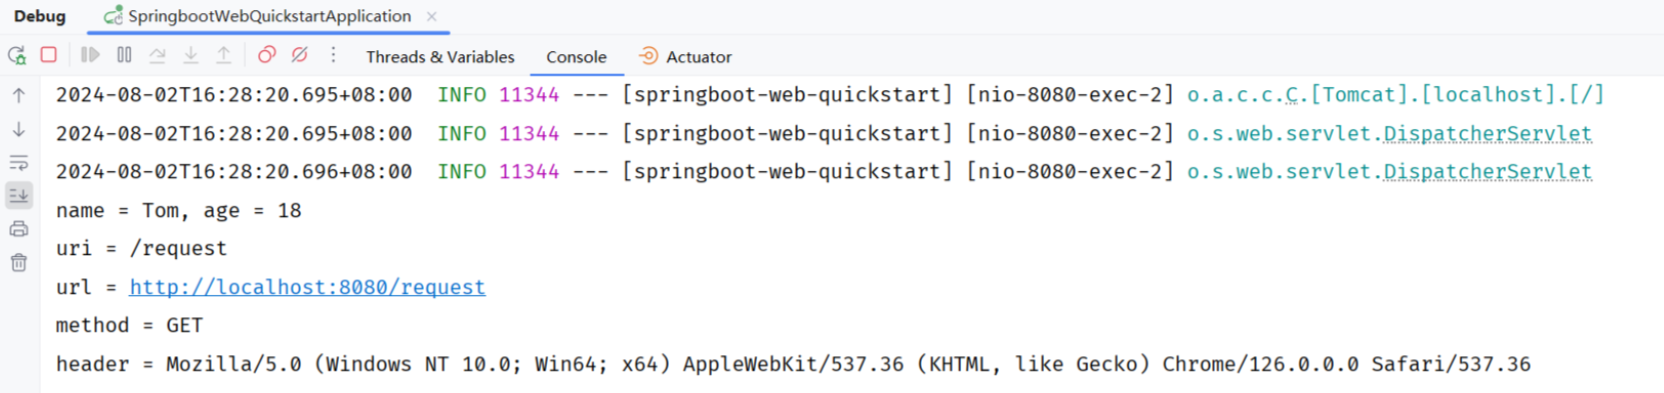 Debug SpringbootWebQuickstartApplication
Threads & Variables Console Actuator
2024-08-02T16:28:20.695+08:00  INFO 11344 --- [springboot-web-quickstart] [nio-8080-exec-2] o.a.c.c.C.[Tomcat].[localhost].[/]
2024-08-02T16:28:20.695+08:00  INFO 11344 --- [springboot-web-quickstart] [nio-8080-exec-2] o.s.web.servlet.DispatcherServlet
2024-08-02T16:28:20.696+08:00  INFO 11344 --- [springboot-web-quickstart] [nio-8080-exec-2] o.s.web.servlet.DispatcherServlet
name = Tom, age = 18
uri = /request
url = http://localhost:8080/request
method = GET
header = Mozilla/5.0 (Windows NT 10.0; Win64; x64) AppleWebKit/537.36 (KHTML, like Gecko) Chrome/126.0.0.0 Safari/537.36